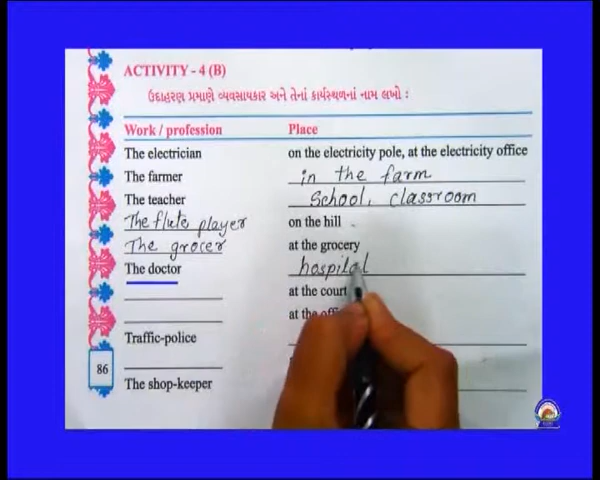 ACTIVITY - 4 (B)
ઉદાહરણ પ્રમાણે વ્યવસાયકાર અને તેનાં કાર્યસ્થળનાં નામ લખો :
Work / profession Place
The electrician on the electricity pole, at the electricity office
The farmer in the farm
The teacher School, classroom
The flute player on the hill
The grocer at the grocery
The doctor hospital
at the court
at the
Traffic-police
86
The shop-keeper